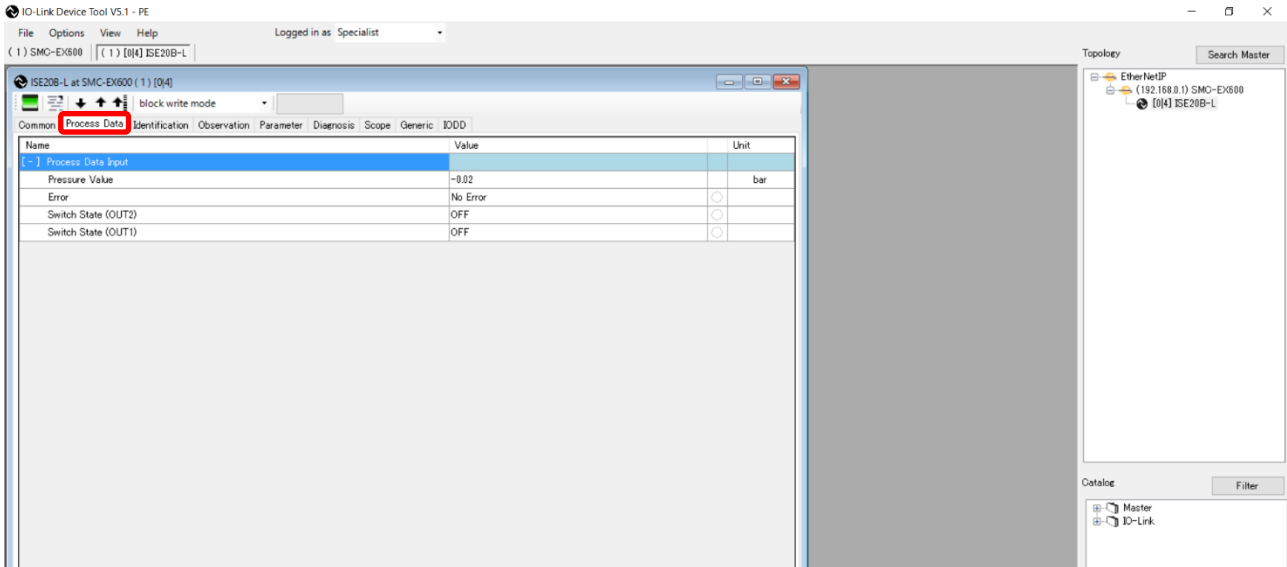 IO-Link Device Tool V5.1 - PE
File Options View Help Logged in as Specialist
( 1 ) SMC-EX600 ( 1 ) [0|4] ISE20B-L
Topology Search Master
EtherNetIP
(192.168.0.1) SMC-EX600
[0|4] ISE20B-L
ISE20B-L at SMC-EX600 ( 1 ) [0|4]
block write mode
Common Process Data Identification Observation Parameter Diagnosis Scope Generic IODD
Name Value Unit
[ - ] Process Data Input
Pressure Value -0.02 bar
Error No Error
Switch State (OUT2) OFF
Switch State (OUT1) OFF
Catalog Filter
Master
IO-Link